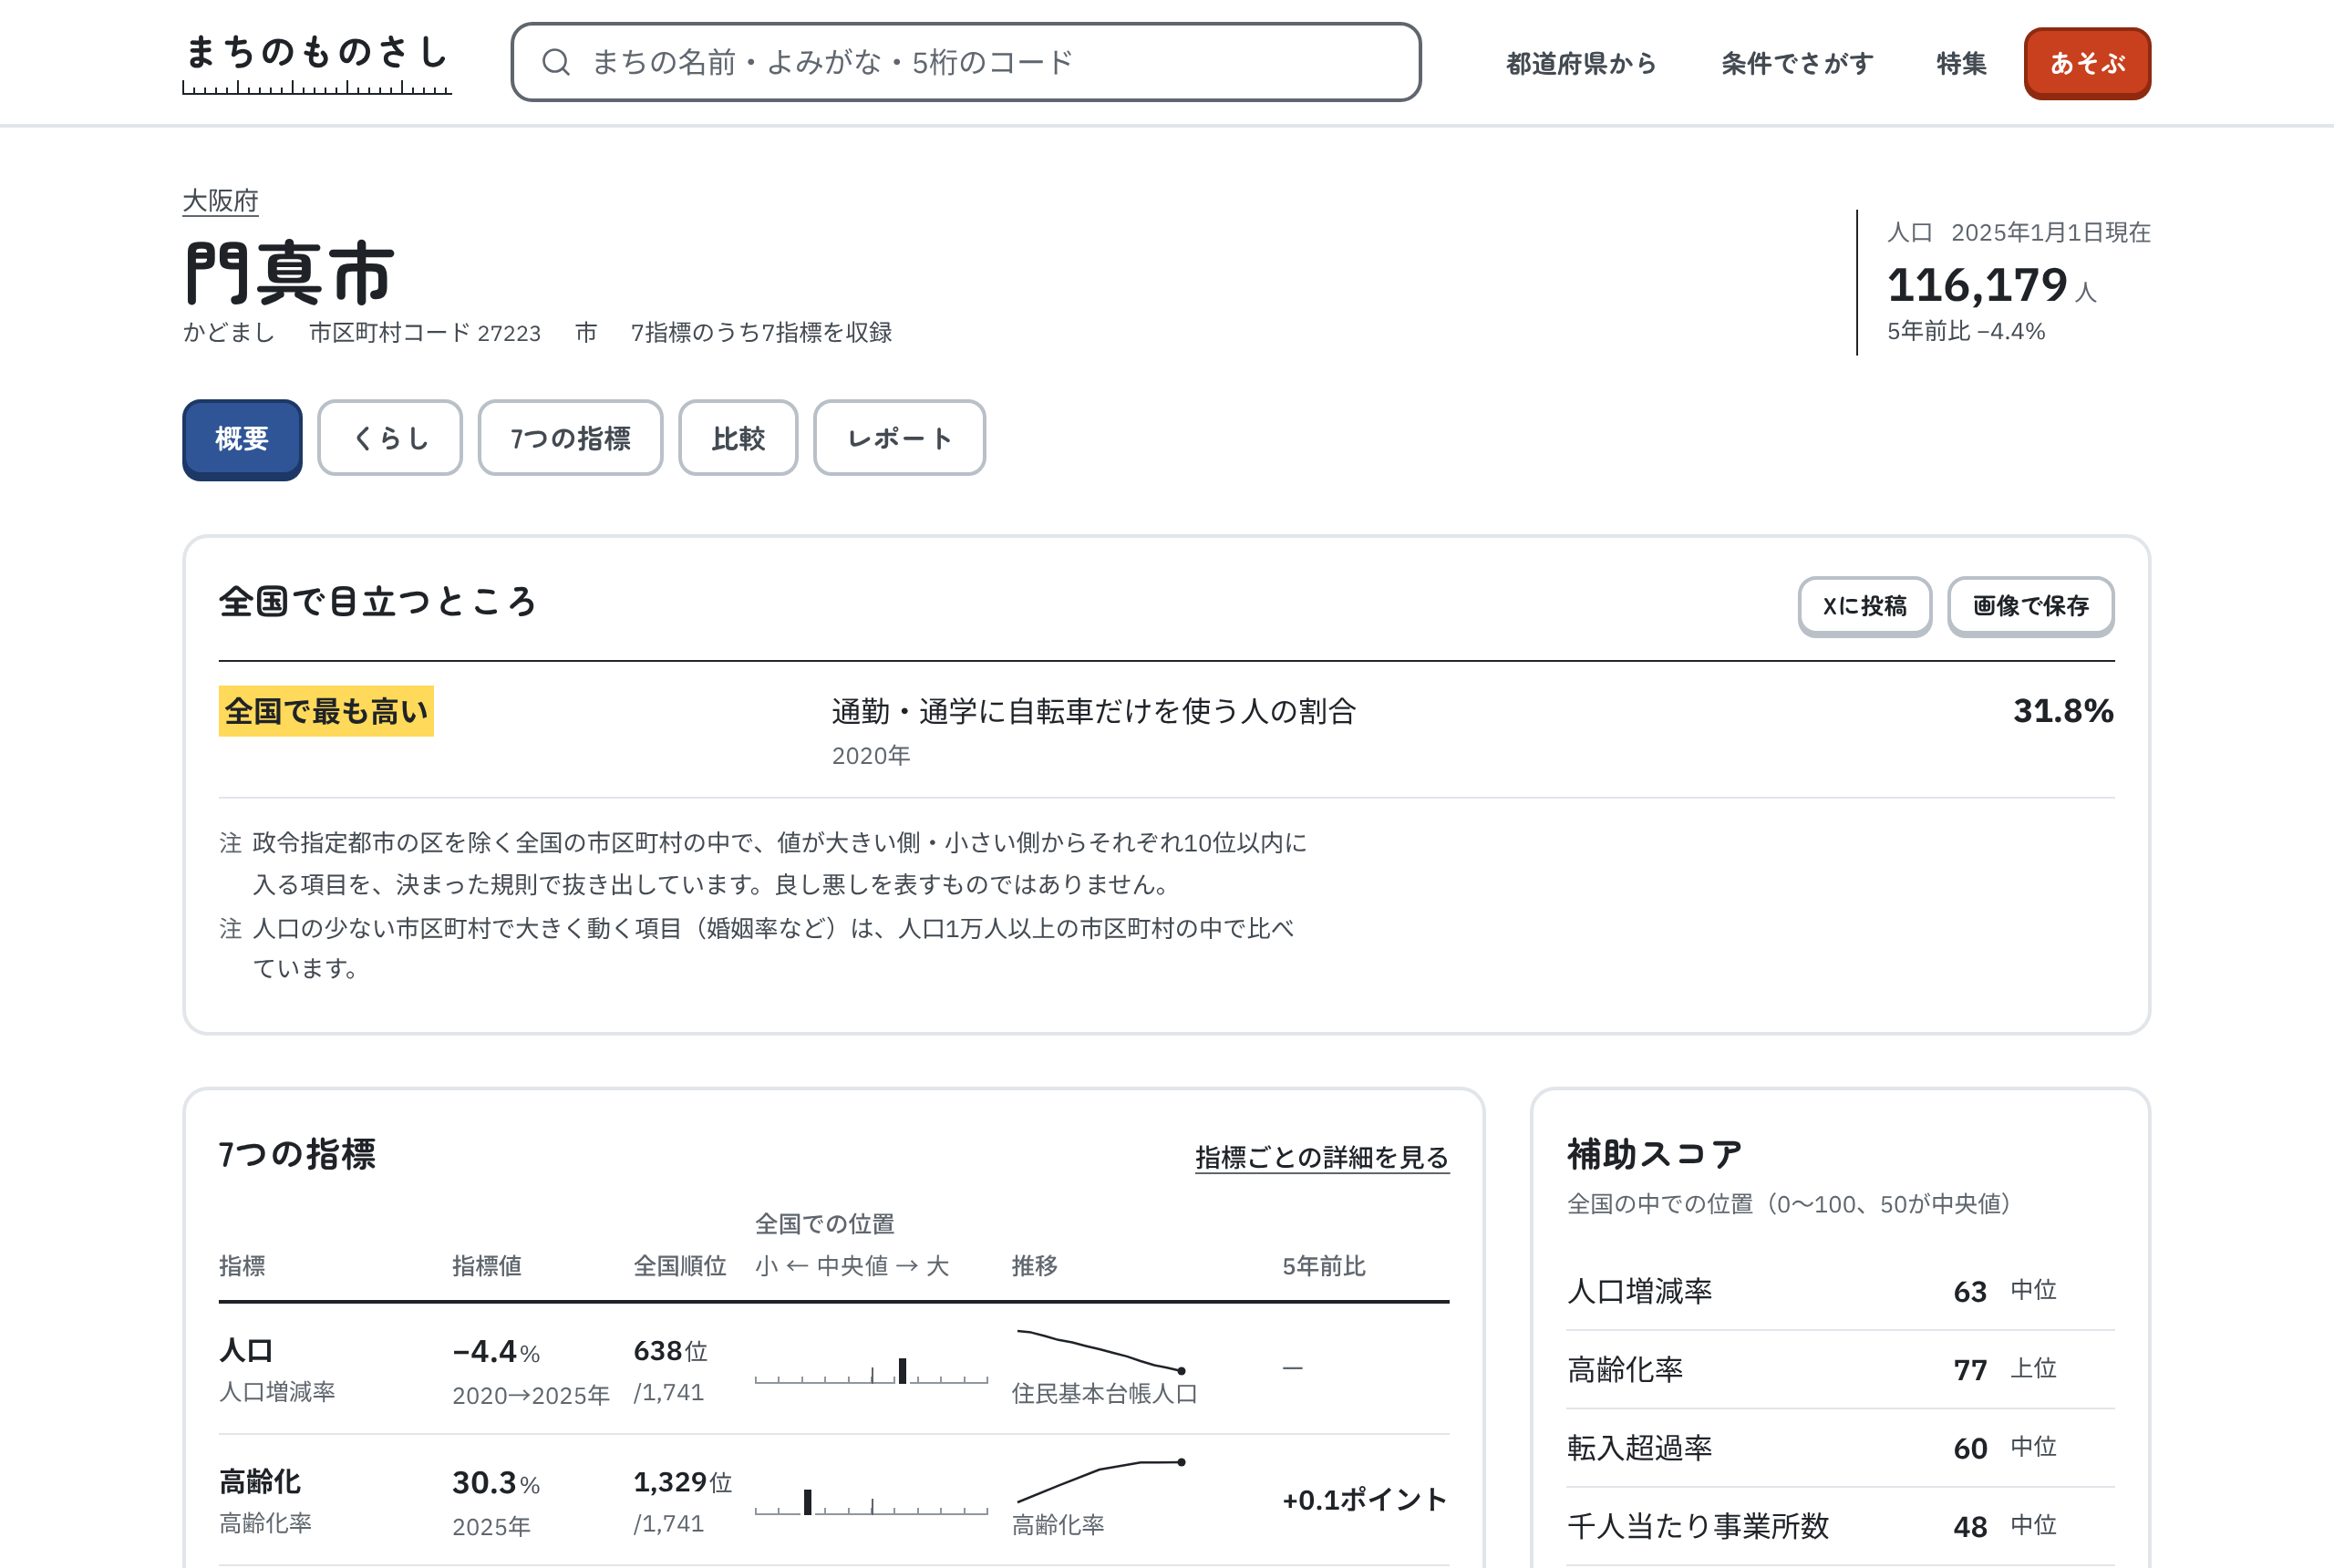 まちのものさし
まちの名前・よみがな・5桁のコード
都道府県から
条件でさがす
特集
あそぶ
大阪府
門真市
かどまし 市区町村コード 27223 市 7指標のうち7指標を収録
人口 2025年1月1日現在
116,179 人
5年前比 −4.4%
概要
くらし
7つの指標
比較
レポート
全国で目立つところ
Xに投稿
画像で保存
全国で最も高い
通勤・通学に自転車だけを使う人の割合
2020年
31.8%
注 政令指定都市の区を除く全国の市区町村の中で、値が大きい側・小さい側からそれぞれ10位以内に
入る項目を、決まった規則で抜き出しています。良し悪しを表すものではありません。
注 人口の少ない市区町村で大きく動く項目（婚姻率など）は、人口1万人以上の市区町村の中で比べ
ています。
7つの指標
指標ごとの詳細を見る
指標 指標値 全国順位 全国での位置
小 ← 中央値 → 大 推移 5年前比
人口
人口増減率
−4.4%
2020→2025年
638位
/1,741
住民基本台帳人口
—
高齢化
高齢化率
30.3%
2025年
1,329位
/1,741
高齢化率
+0.1ポイント
補助スコア
全国の中での位置（0〜100、50が中央値）
人口増減率 63 中位
高齢化率 77 上位
転入超過率 60 中位
千人当たり事業所数 48 中位